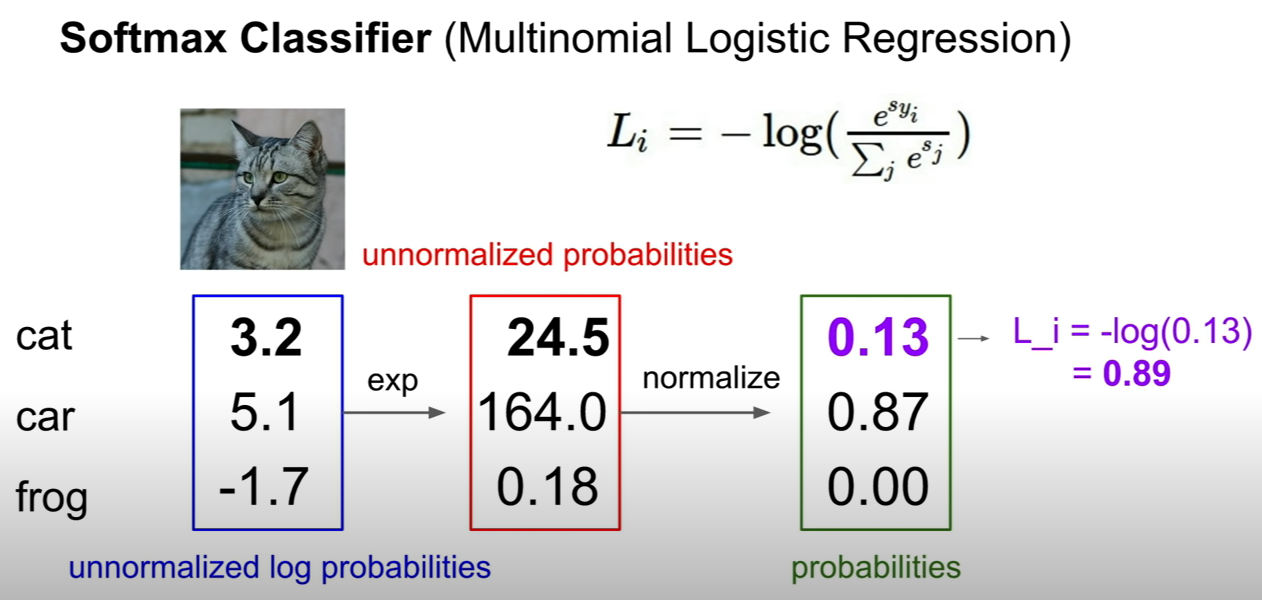 Softmax Classifier (Multinomial Logistic Regression)
L_i = − log(e^{s_{y_i}} / ∑_j e^{s_j})
unnormalized probabilities
cat 3.2 24.5 0.13 L_i = -log(0.13)
= 0.89
exp normalize
car 5.1 164.0 0.87
frog -1.7 0.18 0.00
unnormalized log probabilities probabilities